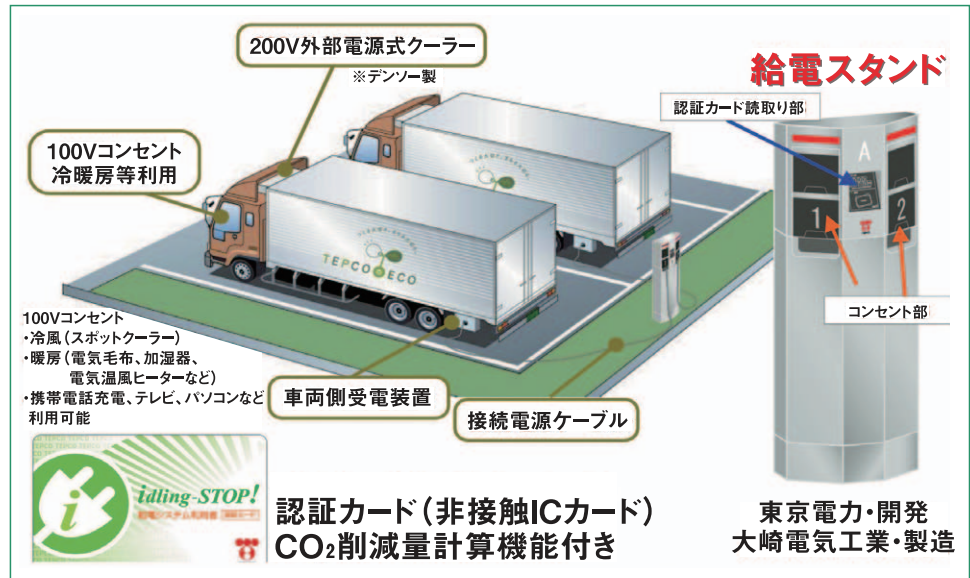 200V外部電源式クーラー
※デンソー製
給電スタンド
認証カード読取り部
100Vコンセント
冷暖房等利用
A
1
2
TEPCO ECO
コンセント部
100Vコンセント
・冷風(スポットクーラー)
・暖房(電気毛布、加湿器、
電気温風ヒーターなど)
・携帯電話充電、テレビ、パソコンなど
利用可能
車両側受電装置
接続電源ケーブル
i
idling-STOP!
認証カード(非接触ICカード)
CO₂削減量計算機能付き
東京電力・開発
大崎電気工業・製造